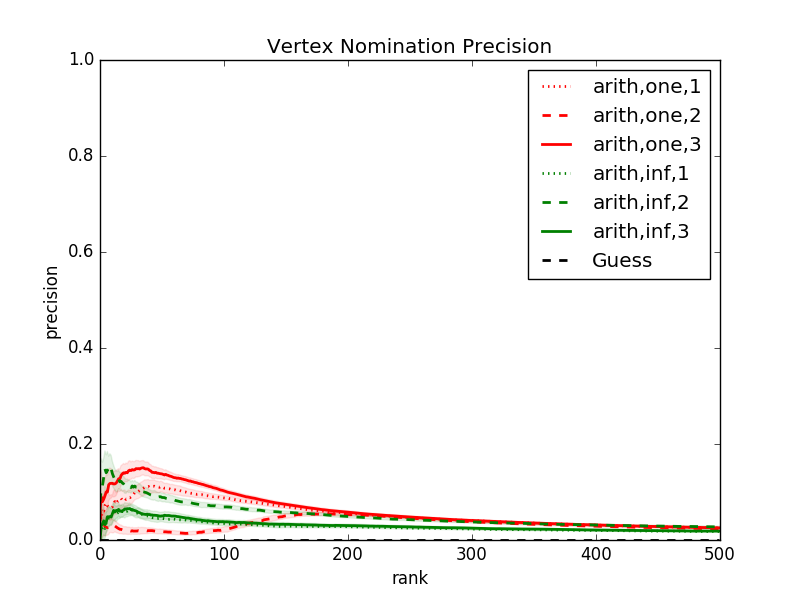 Vertex Nomination Precision
1.0
0.8
0.6
0.4
0.2
0.0
precision
arith,one,1
arith,one,2
arith,one,3
arith,inf,1
arith,inf,2
arith,inf,3
Guess
0 100 200 300 400 500
rank